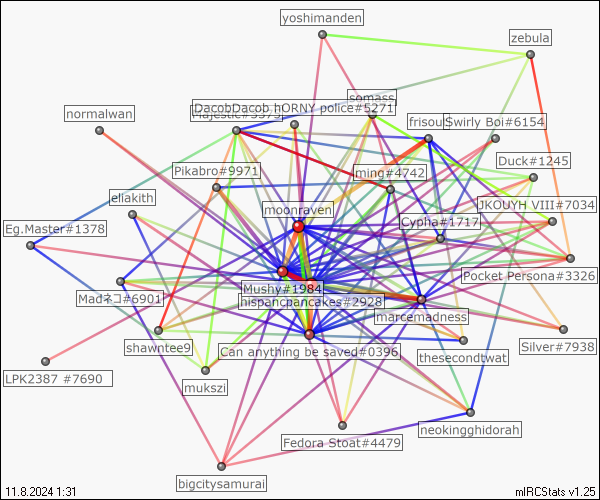 yoshimanden
zebula
somass
DacobDacob
hORNY police#5271
Majestic#3375
normalwan
frisout
Swirly Boi#6154
Duck#1245
Pikabro#9971
ming#4742
eliakith
moonraven
JKOUYH VIII#7034
Cypha#1717
Eg.Master#1378
Pocket Persona#3326
Mushy#1984
Madネコ#6901
hispancpancakes#2928
marcemadness
shawntee9
Can anything be saved#0396
Silver#7938
thesecondtwat
LPK2387 #7690
mukszi
neokingghidorah
Fedora Stoat#4479
bigcitysamurai
11.8.2024 1:31
mIRCStats v1.25